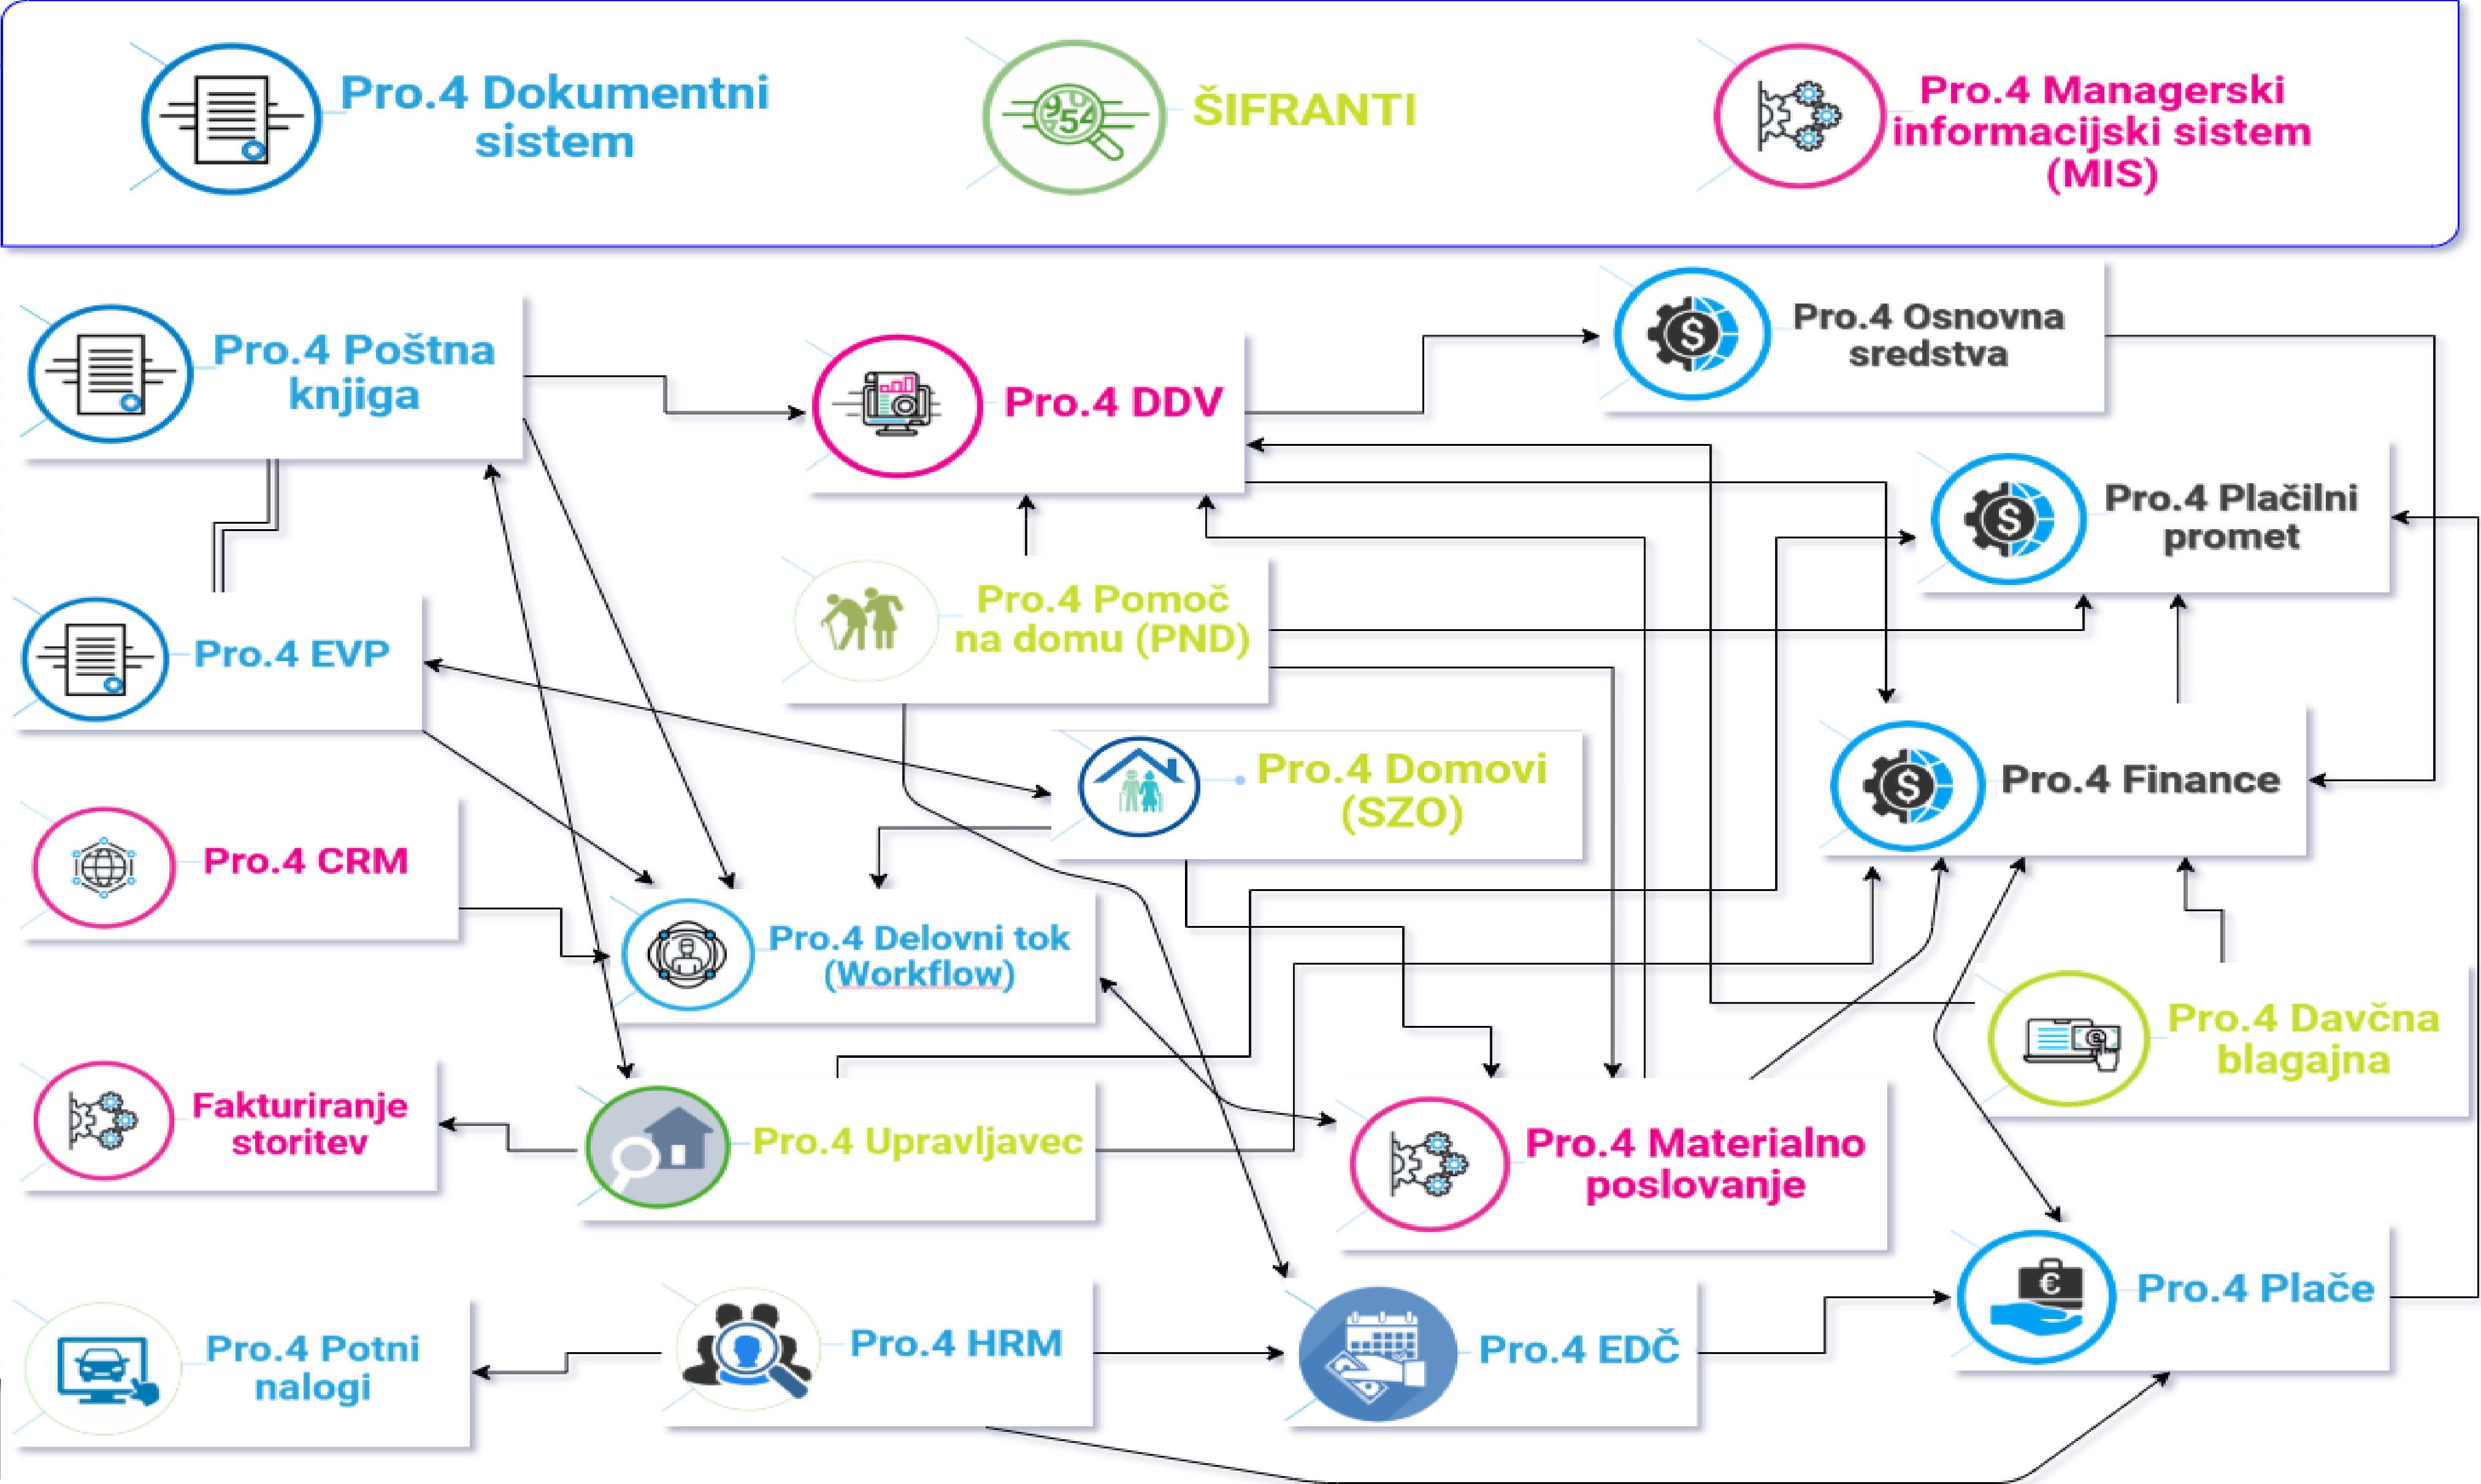 Pro.4 Dokumentni
sistem
954
ŠIFRANTI
Pro.4 Managerski
informacijski sistem
(MIS)
Pro.4 Poštna
knjiga
Pro.4 DDV
$
Pro.4 Osnovna
sredstva
$
Pro.4 Plačilni
promet
Pro.4 EVP
Pro.4 Pomoč
na domu (PND)
Pro.4 Domovi
(SZO)
$
Pro.4 Finance
Pro.4 CRM
Pro.4 Delovni tok
(Workflow)
Pro.4 Davčna
blagajna
Fakturiranje
storitev
Pro.4 Upravljavec
Pro.4 Materialno
poslovanje
€
Pro.4 Plače
Pro.4 Potni
nalogi
Pro.4 HRM
Pro.4 EDČ